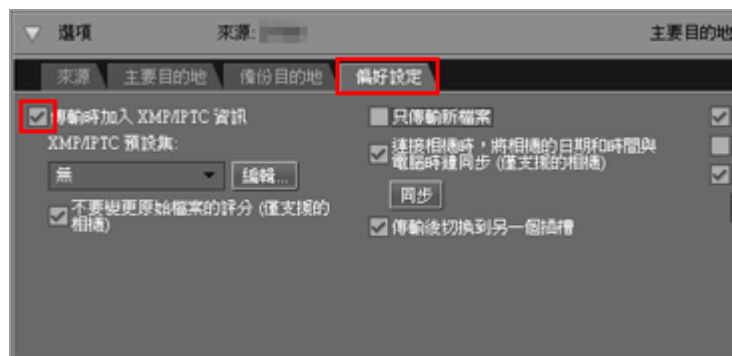 選項
來源:
主要目的地
來源
主要目的地
備份目的地
偏好設定
傳輸時加入 XMP/IPTC 資訊
XMP/IPTC 預設集:
無
編輯...
不要變更原始檔案的評分 (僅支援的
相機)
只傳輸新檔案
連接相機時，將相機的日期和時間與
電腦時鐘同步 (僅支援的相機)
同步
傳輸後切換到另一個插槽